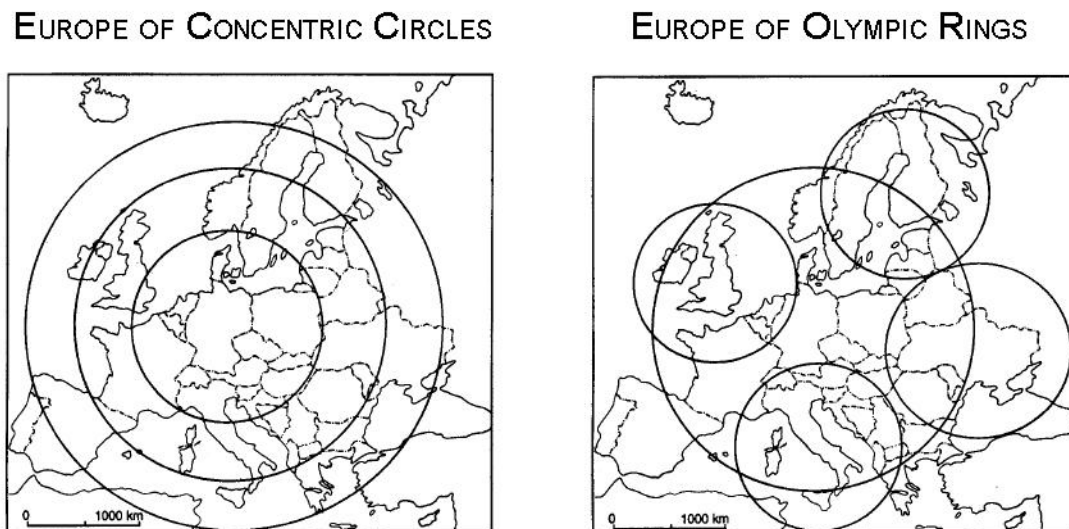 EUROPE OF CONCENTRIC CIRCLES
EUROPE OF OLYMPIC RINGS
0 1000 km
0 1000 km